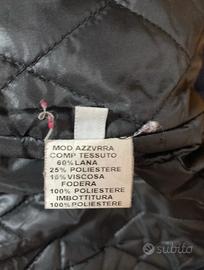 MOD AZZVRRA
COMP TESSUTO
60% LANA
25% POLIESTERE
15% VISCOSA
FODERA
100% POLIESTERE
IMBOTTITURA
100% POLIESTERE
subito